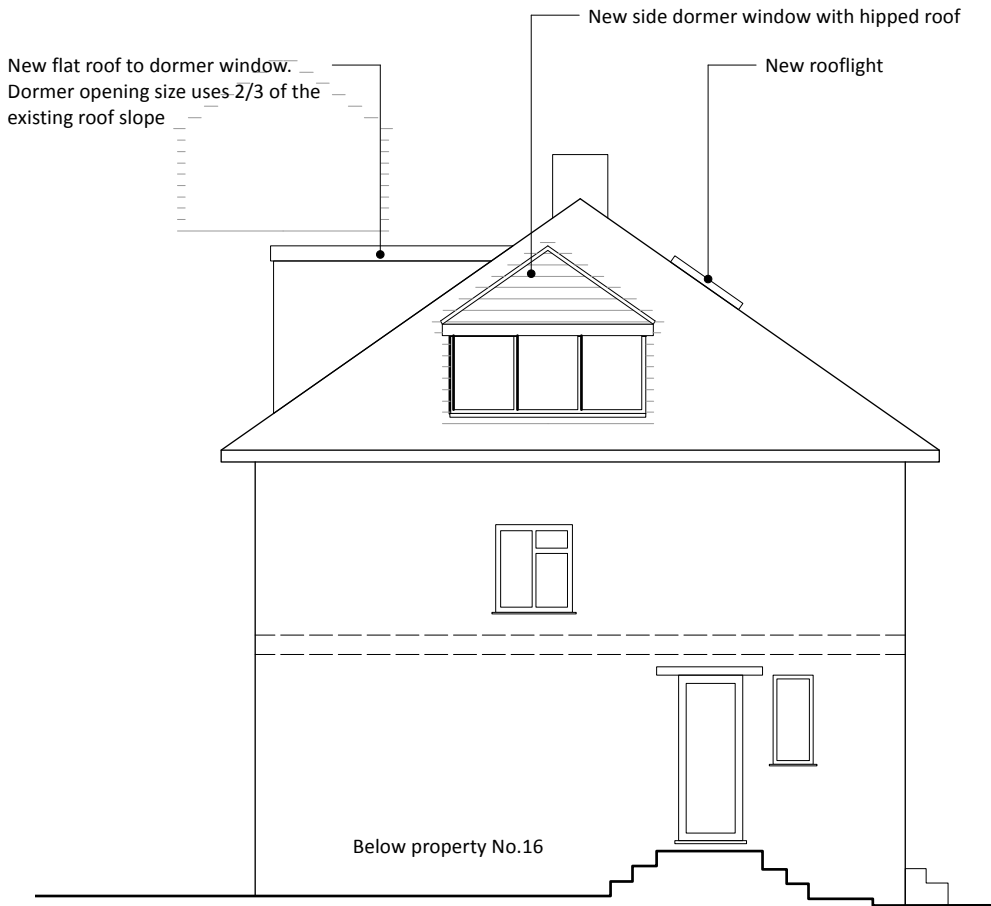 New side dormer window with hipped roof
New flat roof to dormer window.
Dormer opening size uses 2/3 of the
existing roof slope
New rooflight
Below property No.16